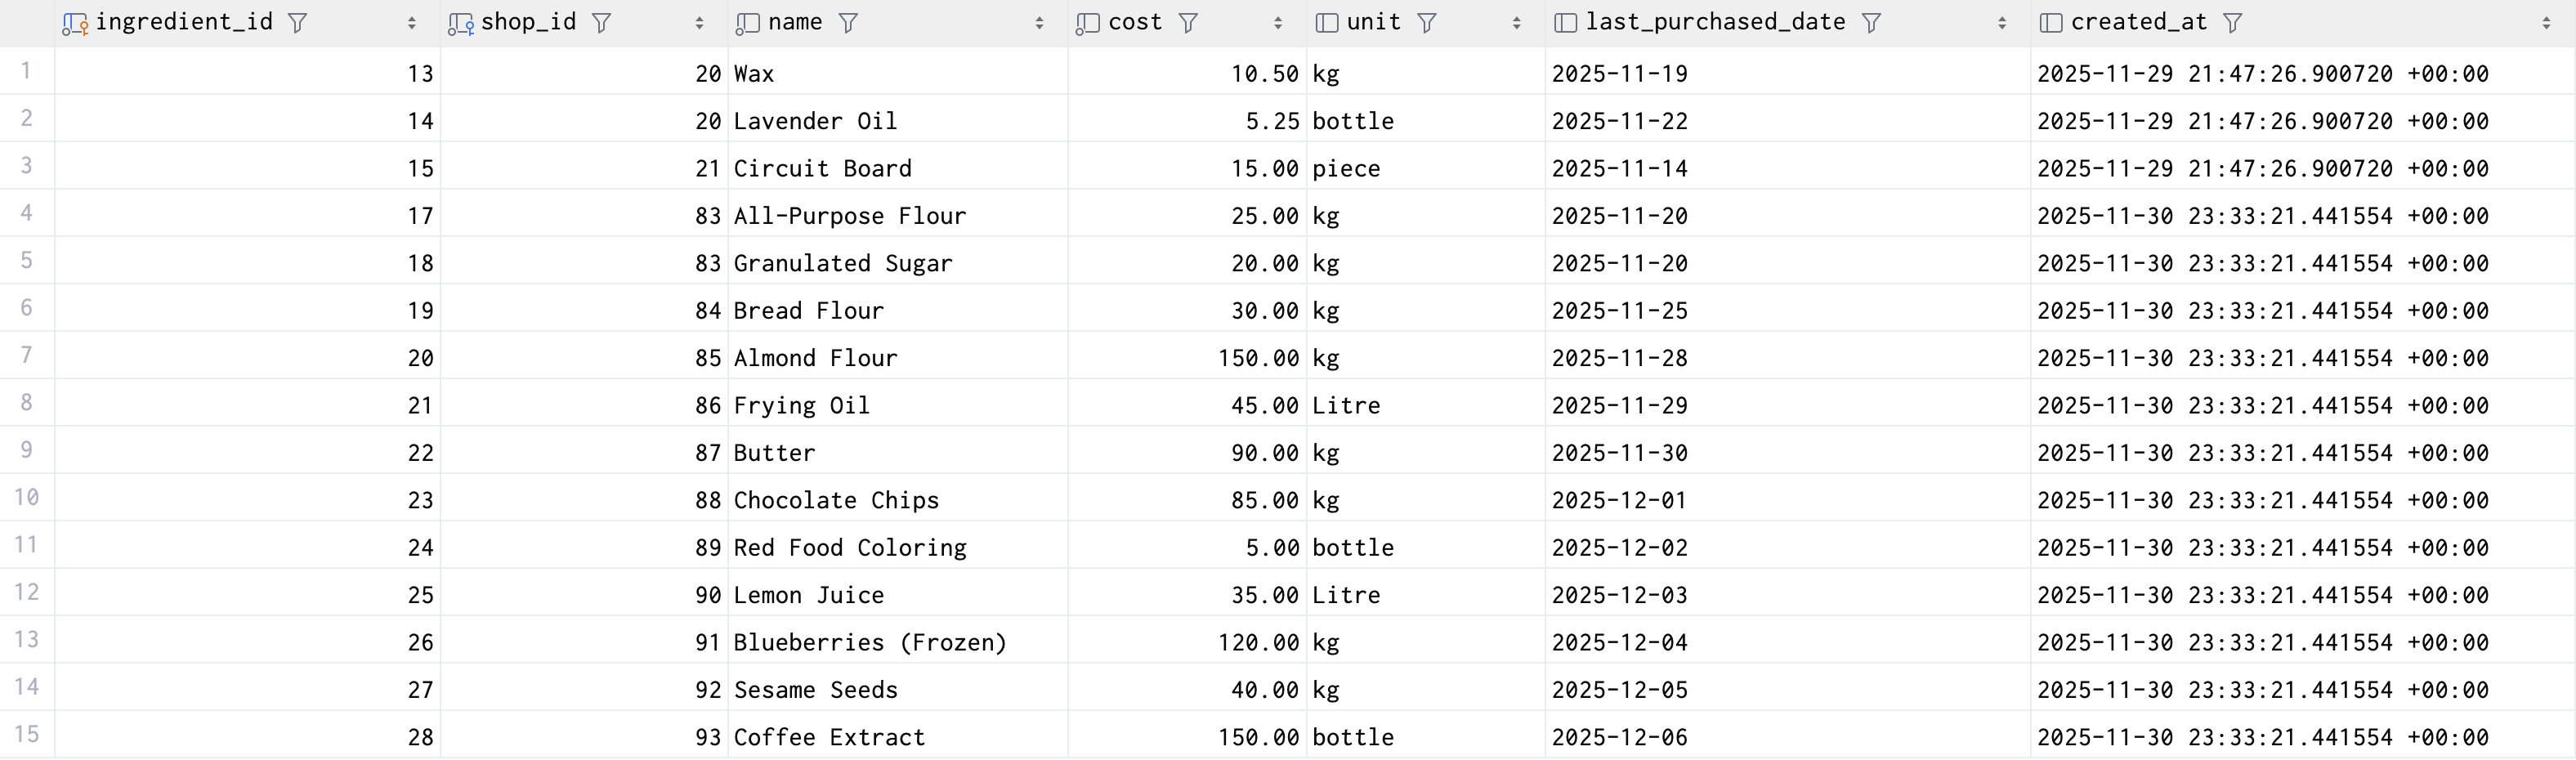 ingredient_id shop_id name cost unit last_purchased_date created_at
1 13 20 Wax 10.50 kg 2025-11-19 2025-11-29 21:47:26.900720 +00:00
2 14 20 Lavender Oil 5.25 bottle 2025-11-22 2025-11-29 21:47:26.900720 +00:00
3 15 21 Circuit Board 15.00 piece 2025-11-14 2025-11-29 21:47:26.900720 +00:00
4 17 83 All-Purpose Flour 25.00 kg 2025-11-20 2025-11-30 23:33:21.441554 +00:00
5 18 83 Granulated Sugar 20.00 kg 2025-11-20 2025-11-30 23:33:21.441554 +00:00
6 19 84 Bread Flour 30.00 kg 2025-11-25 2025-11-30 23:33:21.441554 +00:00
7 20 85 Almond Flour 150.00 kg 2025-11-28 2025-11-30 23:33:21.441554 +00:00
8 21 86 Frying Oil 45.00 Litre 2025-11-29 2025-11-30 23:33:21.441554 +00:00
9 22 87 Butter 90.00 kg 2025-11-30 2025-11-30 23:33:21.441554 +00:00
10 23 88 Chocolate Chips 85.00 kg 2025-12-01 2025-11-30 23:33:21.441554 +00:00
11 24 89 Red Food Coloring 5.00 bottle 2025-12-02 2025-11-30 23:33:21.441554 +00:00
12 25 90 Lemon Juice 35.00 Litre 2025-12-03 2025-11-30 23:33:21.441554 +00:00
13 26 91 Blueberries (Frozen) 120.00 kg 2025-12-04 2025-11-30 23:33:21.441554 +00:00
14 27 92 Sesame Seeds 40.00 kg 2025-12-05 2025-11-30 23:33:21.441554 +00:00
15 28 93 Coffee Extract 150.00 bottle 2025-12-06 2025-11-30 23:33:21.441554 +00:00